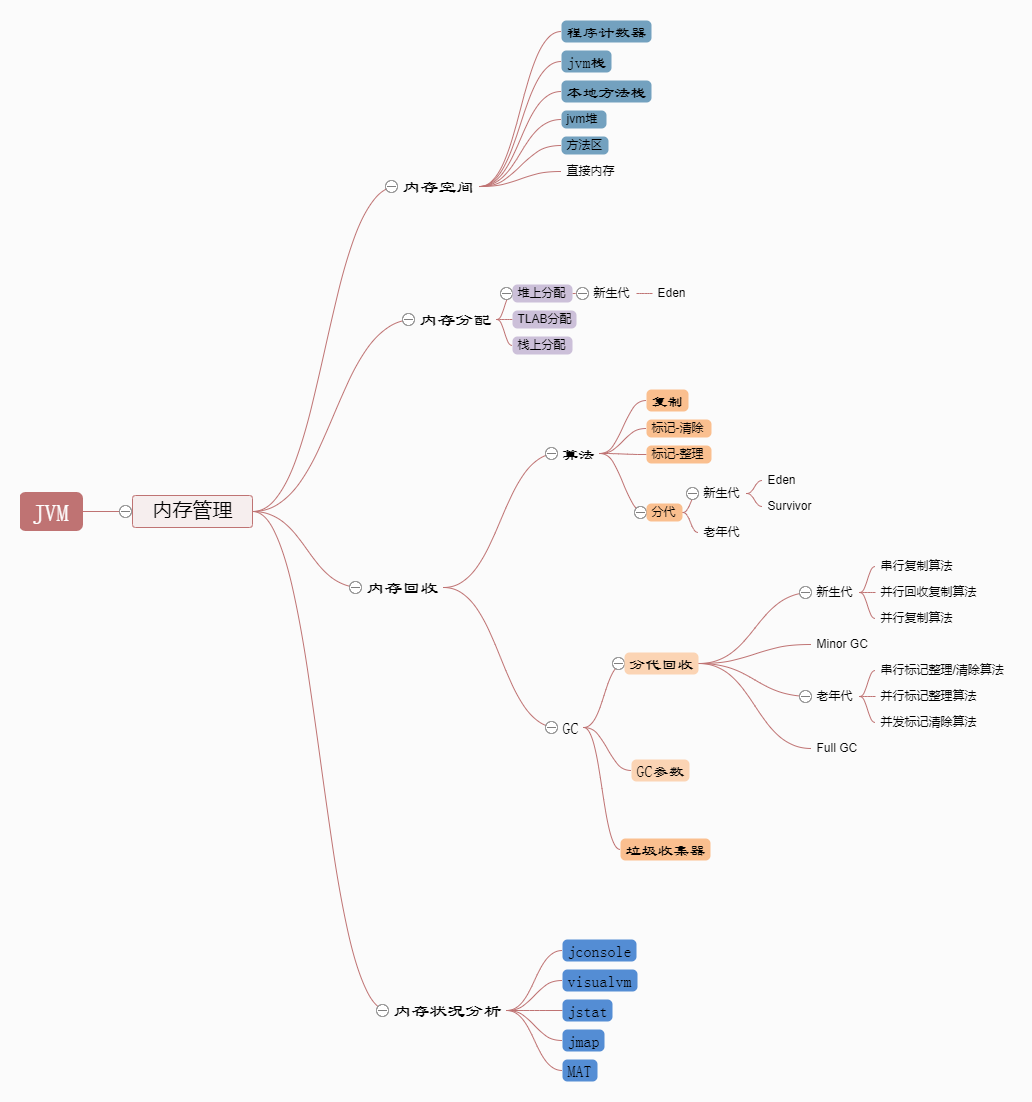 JVM
内存管理
内存空间
程序计数器
jvm栈
本地方法栈
jvm堆
方法区
直接内存
内存分配
堆上分配
新生代
Eden
TLAB分配
栈上分配
内存回收
算法
复制
标记-清除
标记-整理
分代
新生代
Eden
Survivor
老年代
GC
分代回收
新生代
串行复制算法
并行回收复制算法
并行复制算法
Minor GC
老年代
串行标记整理/清除算法
并行标记整理算法
并发标记清除算法
Full GC
GC参数
垃圾收集器
内存状况分析
jconsole
visualvm
jstat
jmap
MAT